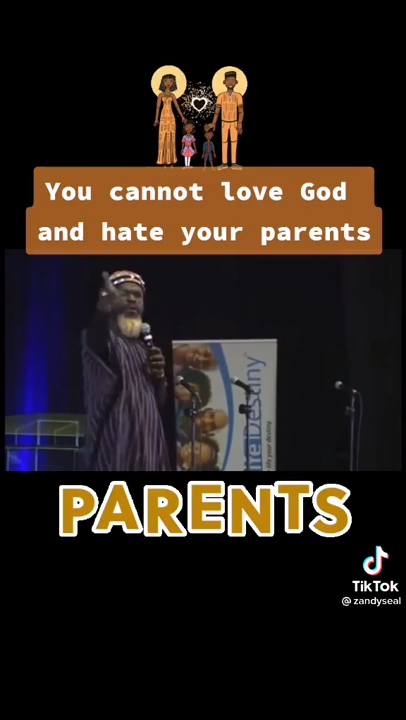 You cannot love God
and hate your parents
PARENTS
TikTok
@ zandyseal